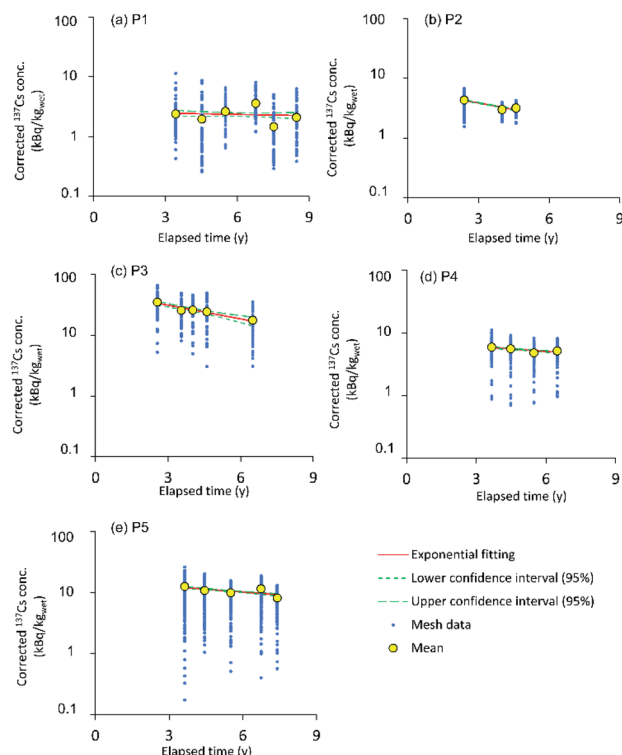 (a) P1
100
10
1
0.1
0 3 6 9
Elapsed time (y)
Corrected ¹³⁷Cs conc.
(kBq/kgwet)
(b) P2
100
10
1
0.1
0 3 6 9
Elapsed time (y)
Corrected ¹³⁷Cs conc.
(kBq/kgwet)
(c) P3
100
10
1
0.1
0 3 6 9
Elapsed time (y)
Corrected ¹³⁷Cs conc.
(kBq/kgwet)
(d) P4
100
10
1
0.1
0 3 6 9
Elapsed time (y)
Corrected ¹³⁷Cs conc.
(kBq/kgwet)
(e) P5
100
10
1
0.1
0 3 6 9
Elapsed time (y)
Corrected ¹³⁷Cs conc.
(kBq/kgwet)
Exponential fitting
Lower confidence interval (95%)
Upper confidence interval (95%)
Mesh data
Mean